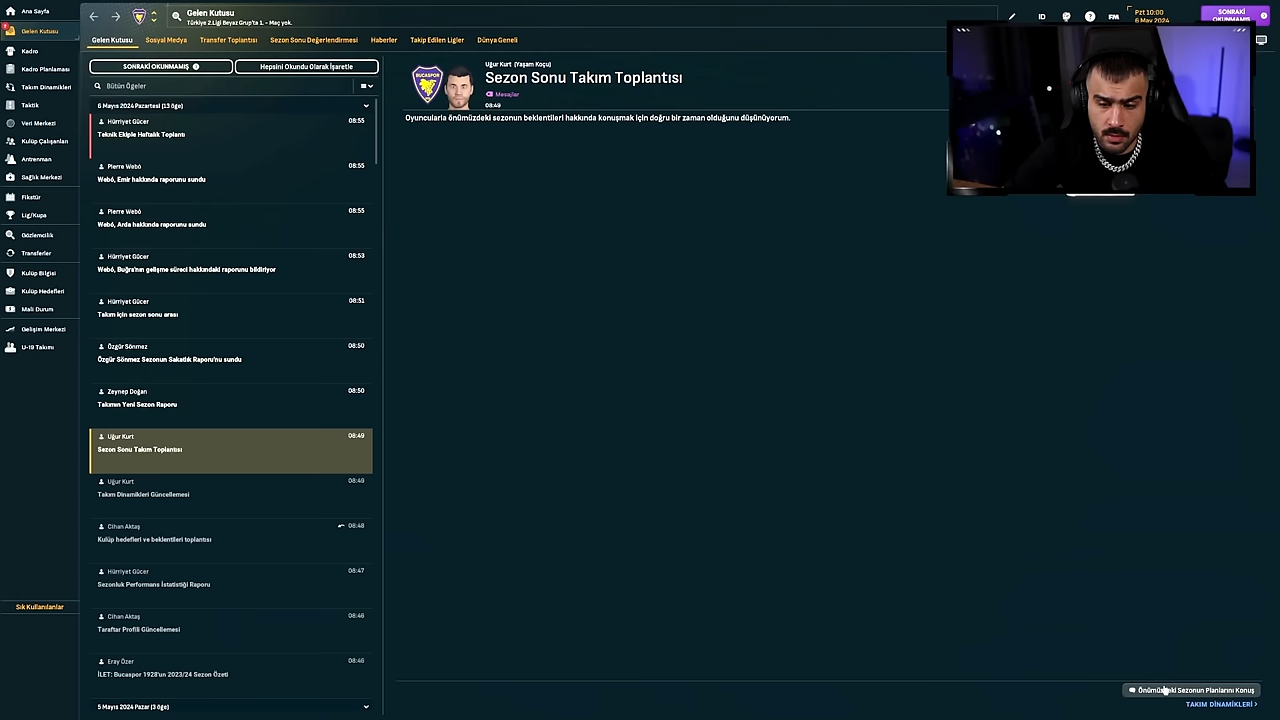 Ana Sayfa
Gelen Kutusu
Kadro
Kadro Planlaması
Takım Dinamikleri
Taktik
Veri Merkezi
Kulüp Çalışanları
Antrenman
Sağlık Merkezi
Fikstür
Lig/Kupa
Gözlemcilik
Transferler
Kulüp Bilgisi
Kulüp Hedefleri
Mali Durum
Gelişim Merkezi
U-19 Takımı
Sık Kullanılanlar
Gelen Kutusu
Türkiye 2.Ligi Beyaz Grup'ta 1. - Maç yok.
ID
FM
Pzt 10:00
6 May 2024
SONRAKİ
OKUNMAMIŞ
Gelen Kutusu
Sosyal Medya
Transfer Toplantısı
Sezon Sonu Değerlendirmesi
Haberler
Takip Edilen Ligler
Dünya Geneli
SONRAKİ OKUNMAMIŞ
Hepsini Okundu Olarak İşaretle
Bütün Ögeler
6 Mayıs 2024 Pazartesi (13 öğe)
Hürriyet Gücer 08:55
Teknik Ekiple Haftalık Toplantı
Pierre Webó 08:55
Webó, Emir hakkında raporunu sundu
Pierre Webó 08:55
Webó, Arda hakkında raporunu sundu
Hürriyet Gücer 08:53
Webó, Buğra'nın gelişme süreci hakkındaki raporunu bildiriyor
Hürriyet Gücer 08:51
Takım için sezon sonu arası
Özgür Sönmez 08:50
Özgür Sönmez Sezonun Sakatlık Raporu'nu sundu
Zeynep Doğan 08:50
Takımın Yeni Sezon Raporu
Uğur Kurt 08:49
Sezon Sonu Takım Toplantısı
Uğur Kurt 08:49
Takım Dinamikleri Güncellemesi
Cihan Aktaş 08:48
Kulüp hedefleri ve beklentileri toplantısı
Hürriyet Gücer 08:47
Sezonluk Performans İstatistiği Raporu
Cihan Aktaş 08:46
Taraftar Profili Güncellemesi
Eray Özer 08:46
İLET: Bucaspor 1928'un 2023/24 Sezon Özeti
5 Mayıs 2024 Pazar (3 öğe)
BUCASPOR
Uğur Kurt (Yaşam Koçu)
Sezon Sonu Takım Toplantısı
Mesajlar
08:49
Oyuncularla önümüzdeki sezonun beklentileri hakkında konuşmak için doğru bir zaman olduğunu düşünüyorum.
Önümüzdeki Sezonun Planlarını Konuş
TAKIM DİNAMİKLERİ